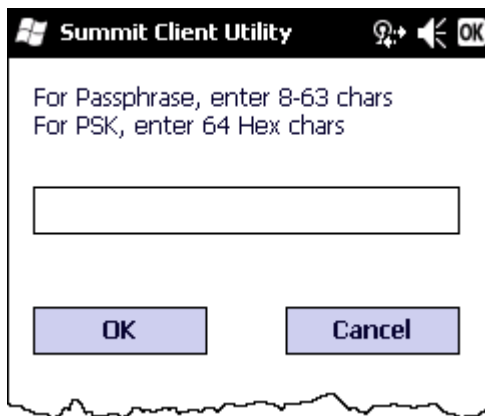 Summit Client Utility OK
For Passphrase, enter 8-63 chars
For PSK, enter 64 Hex chars
OK Cancel